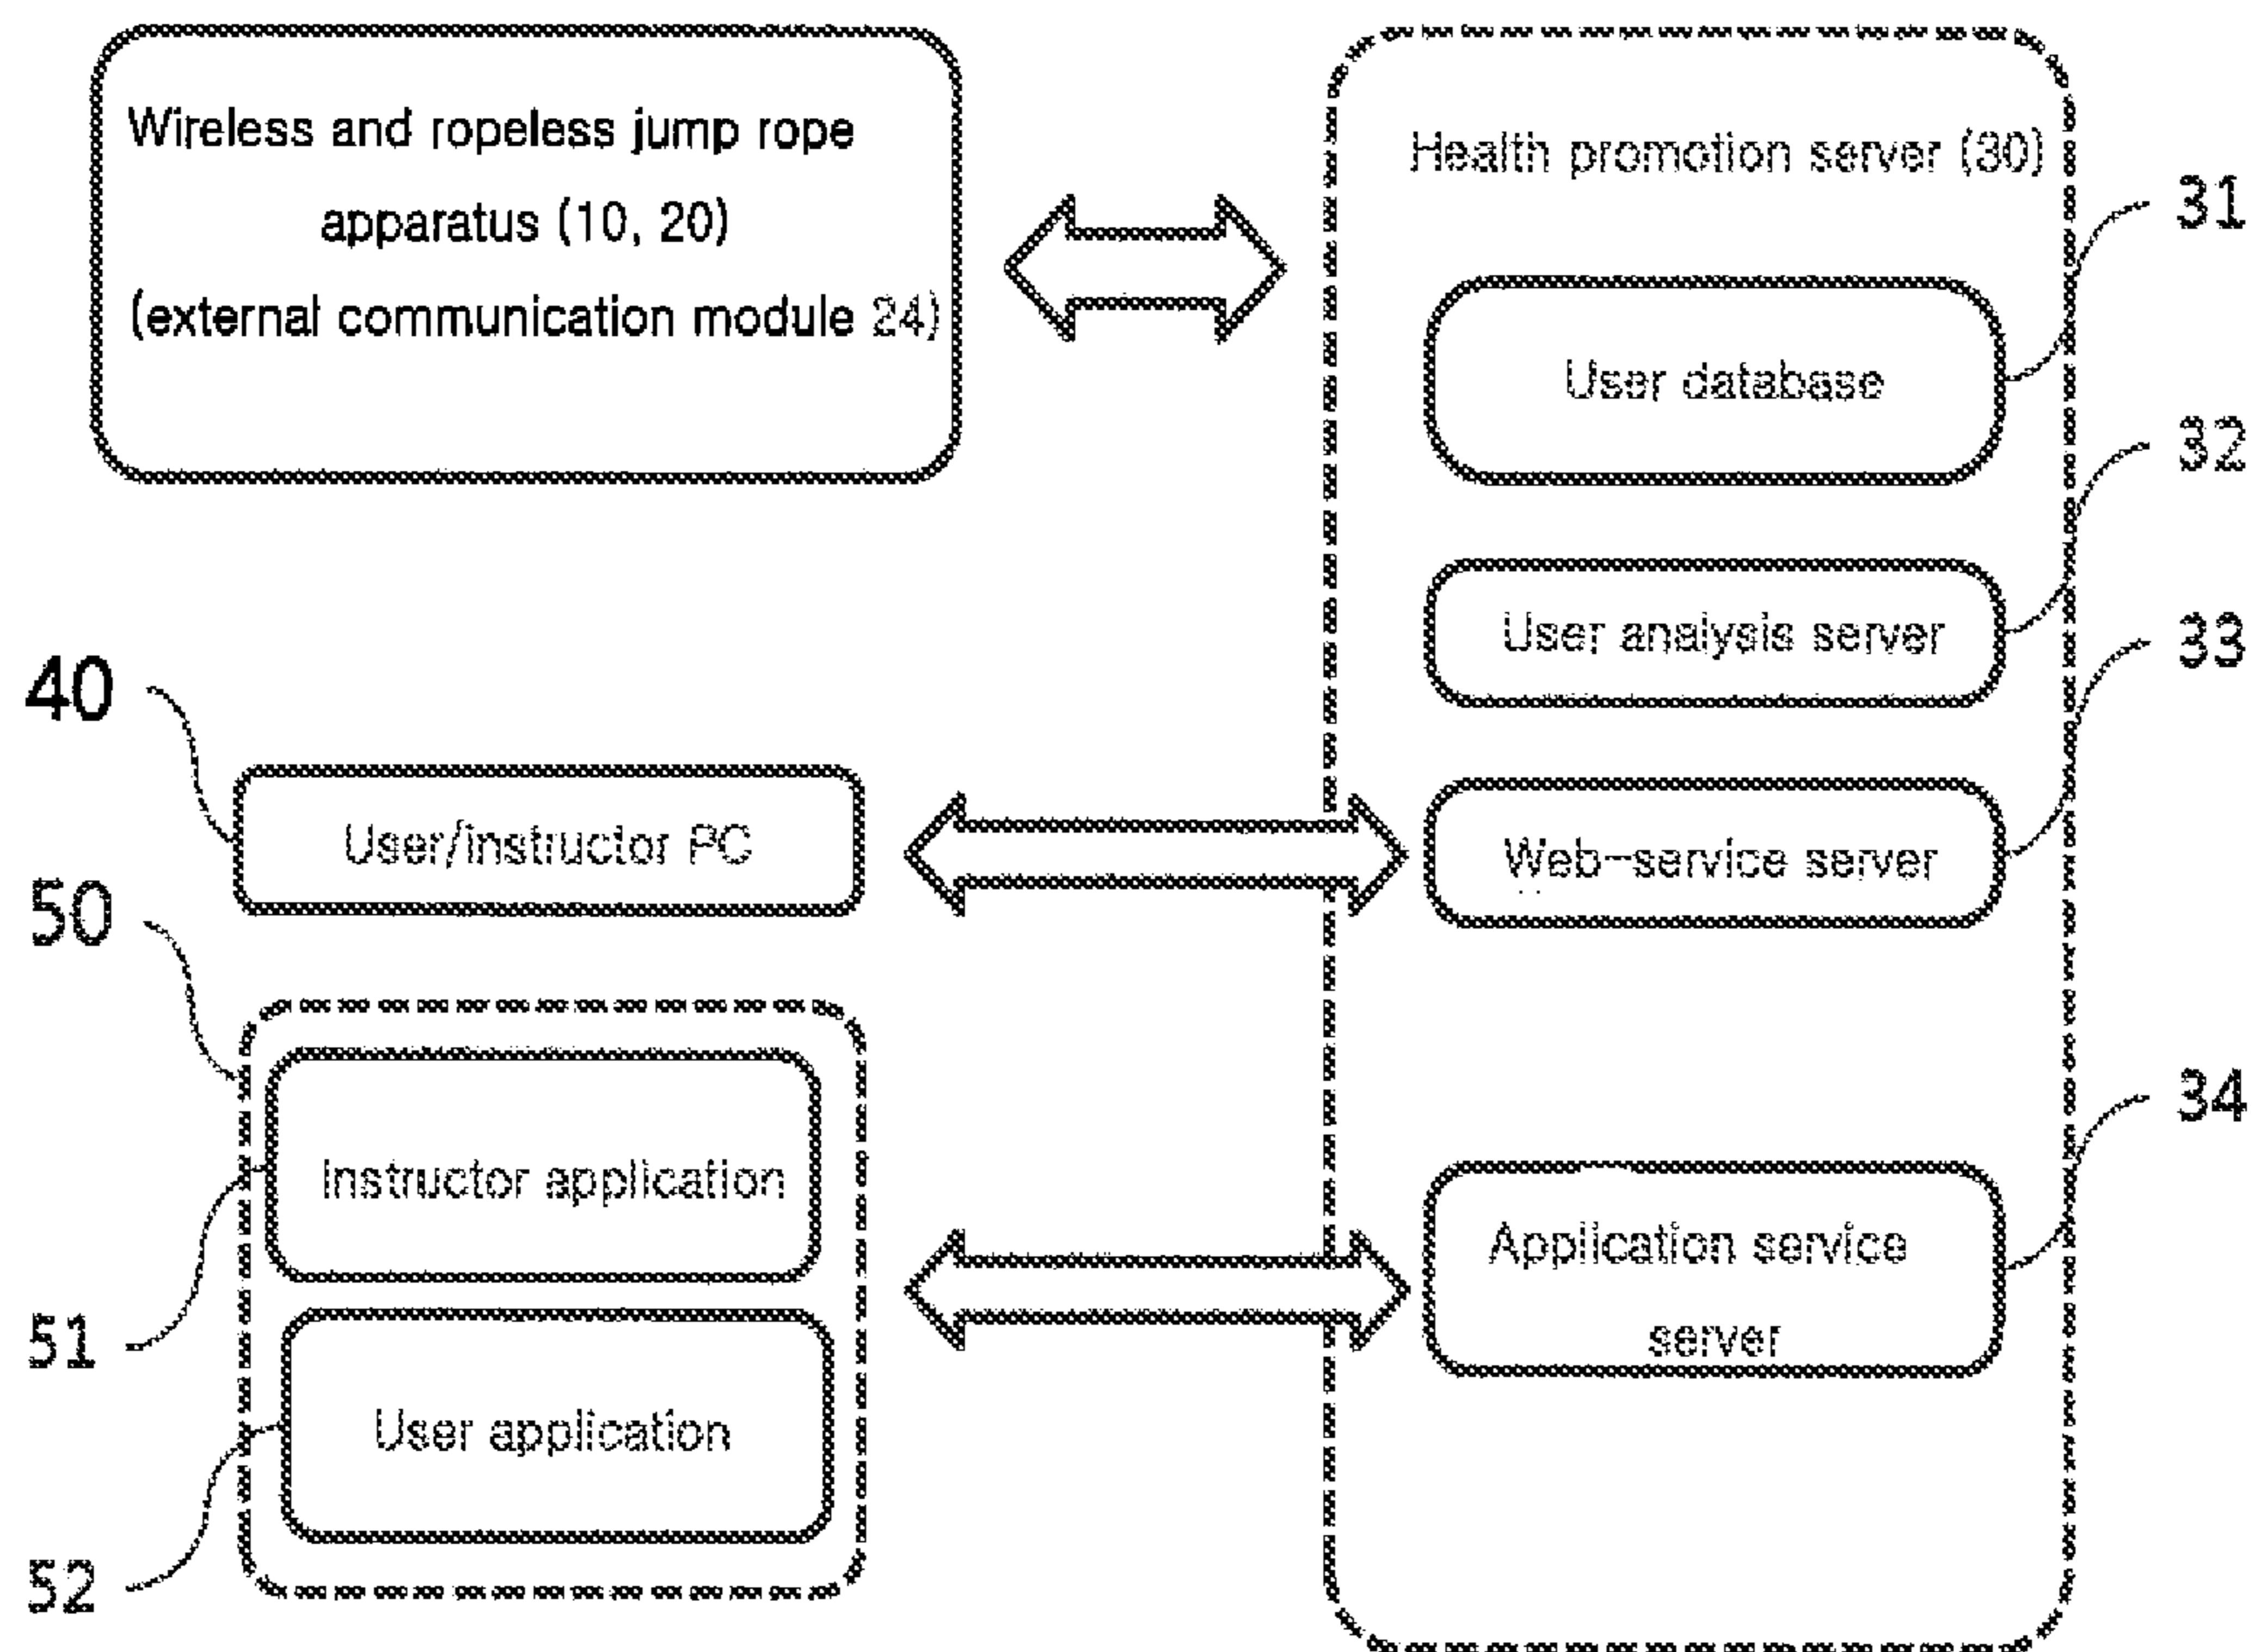 Wireless and ropeless jump rope
apparatus (10, 20)
(external communication module 24)
Health promotion server (30)
31
User database
32
User analysis server
33
40
User/instructor PC
Web-service server
50
Instructor application
34
Application service
server
51
User application
52